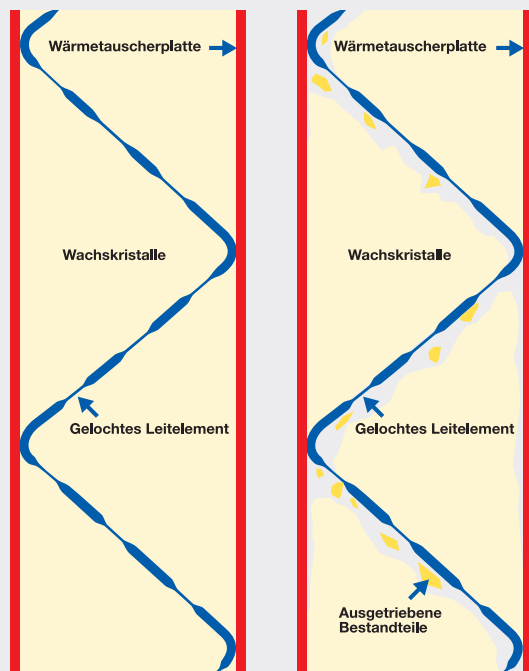 Wärmetauscherplatte
Wachskristalle
Gelochtes Leitelement
Wärmetauscherplatte
Wachskristalle
Gelochtes Leitelement
Ausgetriebene
Bestandteile